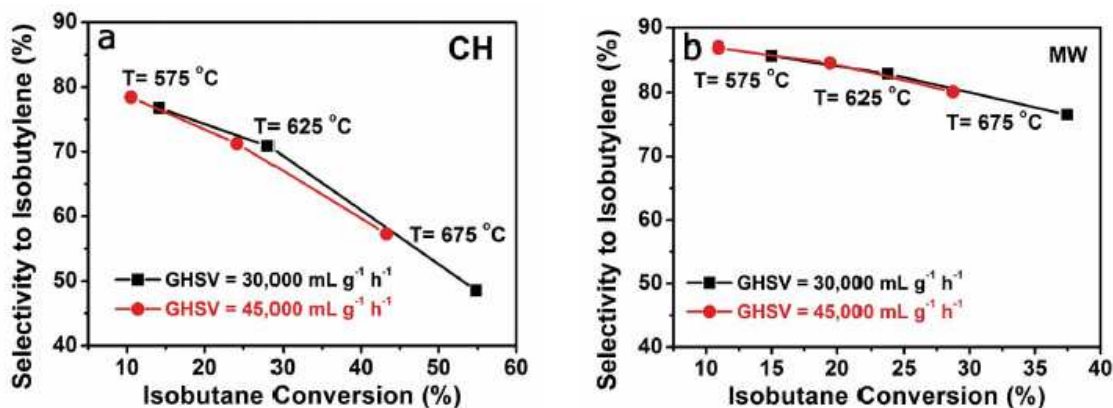 a
CH
T= 575 °C
T= 625 °C
T= 675 °C
GHSV = 30,000 mL g⁻¹ h⁻¹
GHSV = 45,000 mL g⁻¹ h⁻¹
Selectivity to Isobutylene (%)
90
80
70
60
50
40
10
20
30
40
50
60
Isobutane Conversion (%)
b
MW
T= 575 °C
T= 625 °C
T= 675 °C
GHSV = 30,000 mL g⁻¹ h⁻¹
GHSV = 45,000 mL g⁻¹ h⁻¹
Selectivity to Isobutylene (%)
90
80
70
60
50
40
10
15
20
25
30
35
40
Isobutane Conversion (%)